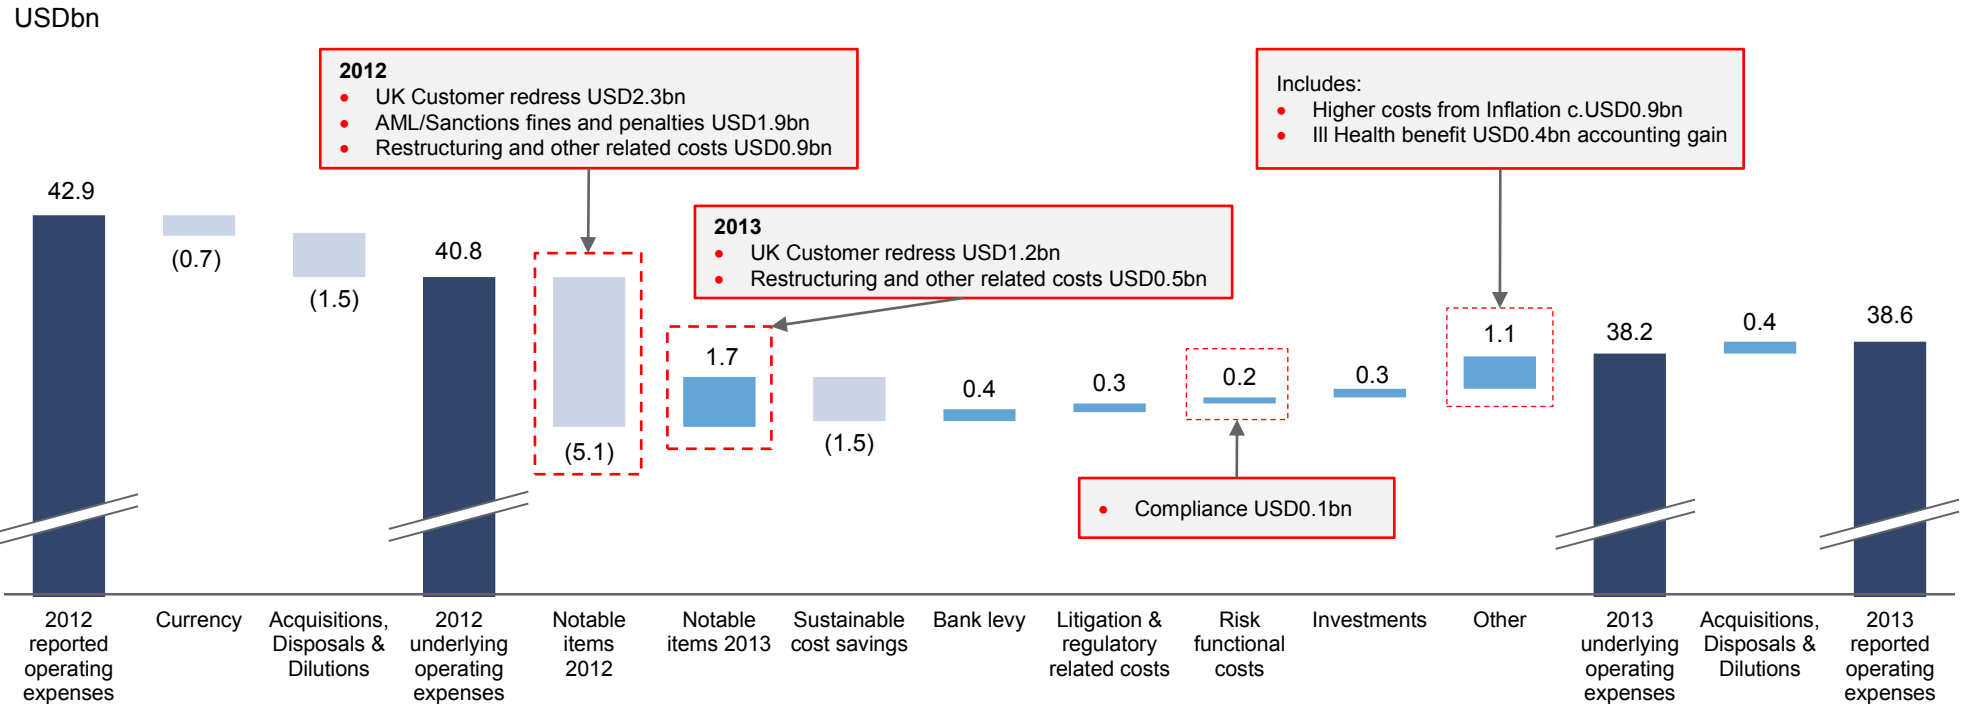 USDbn
2012
• UK Customer redress USD2.3bn
• AML/Sanctions fines and penalties USD1.9bn
• Restructuring and other related costs USD0.9bn
Includes:
• Higher costs from Inflation c.USD0.9bn
• Ill Health benefit USD0.4bn accounting gain
2013
• UK Customer redress USD1.2bn
• Restructuring and other related costs USD0.5bn
42.9
(0.7)
(1.5)
40.8
(5.1)
1.7
(1.5)
0.4
0.3
0.2
0.3
1.1
38.2
0.4
38.6
• Compliance USD0.1bn
2012
reported
operating
expenses
Currency
Acquisitions,
Disposals &
Dilutions
2012
underlying
operating
expenses
Notable
items
2012
Notable
items 2013
Sustainable
cost savings
Bank levy
Litigation &
regulatory
related costs
Risk
functional
costs
Investments
Other
2013
underlying
operating
expenses
Acquisitions,
Disposals &
Dilutions
2013
reported
operating
expenses